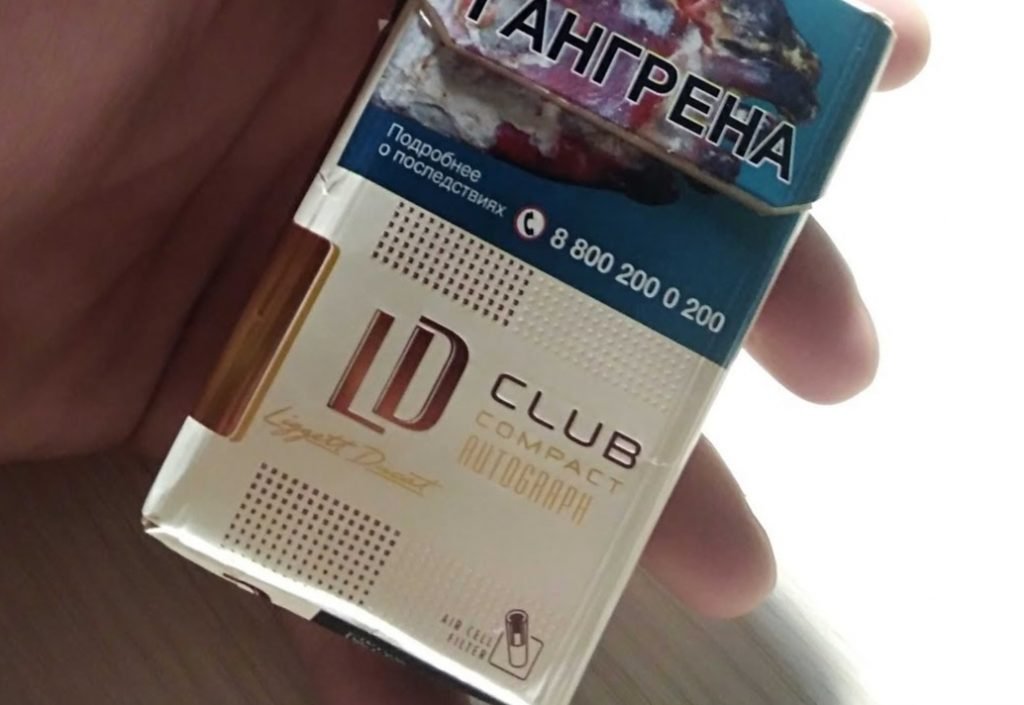 ГАНГРЕНА
Подробнее
о последствиях
8 800 200 0 200
LD
CLUB
COMPACT
AUTOGRAPH
Liggett Ducat
AIR CELL
FILTER